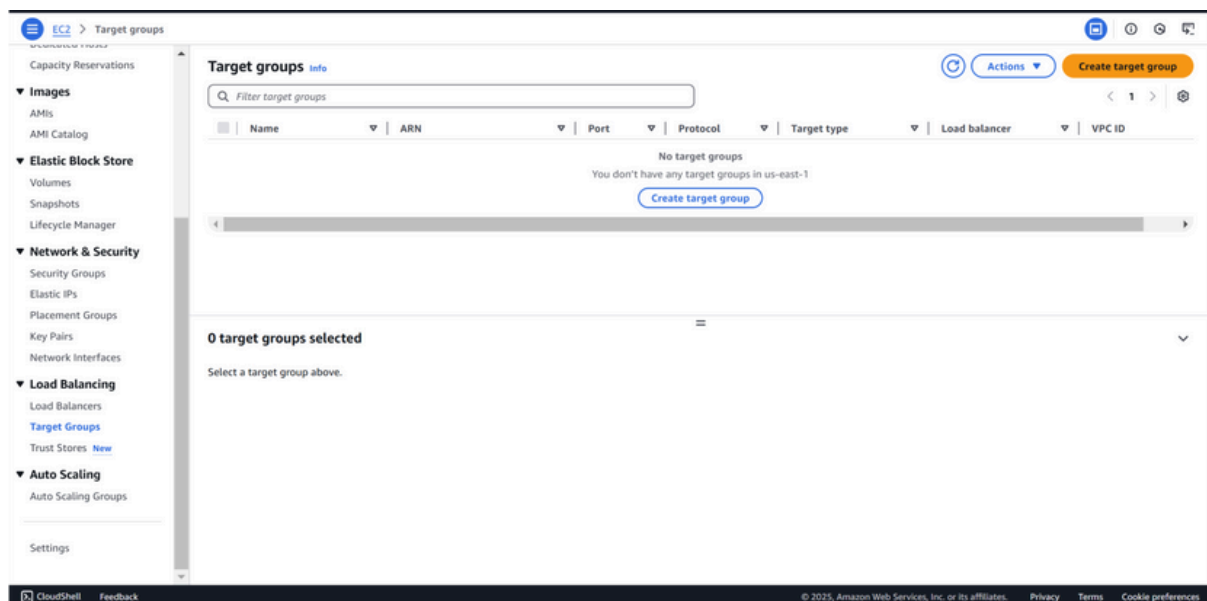 EC2 > Target groups
Dedicated Hosts
Capacity Reservations
Images
AMIs
AMI Catalog
Elastic Block Store
Volumes
Snapshots
Lifecycle Manager
Network & Security
Security Groups
Elastic IPs
Placement Groups
Key Pairs
Network Interfaces
Load Balancing
Load Balancers
Target Groups
Trust Stores New
Auto Scaling
Auto Scaling Groups
Settings
Target groups Info
Actions
Create target group
Filter target groups
< 1 >
Name ARN Port Protocol Target type Load balancer VPC ID
No target groups
You don't have any target groups in us-east-1
Create target group
0 target groups selected
Select a target group above.
CloudShell Feedback © 2025, Amazon Web Services, Inc. or its affiliates. Privacy Terms Cookie preferences